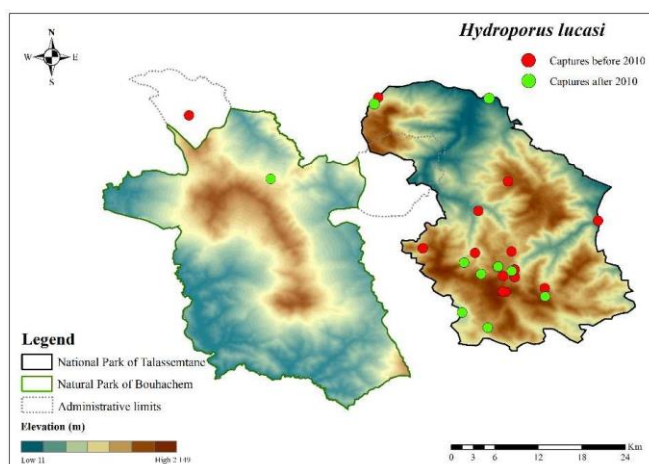 Hydroporus lucasi
N
W E
S
Captures before 2010
Captures after 2010
Legend
National Park of Talassemtane
Natural Park of Bouhachem
Administrative limits
Elevation (m)
Low 11 High 2 149
Km
0 3 6 12 18 24